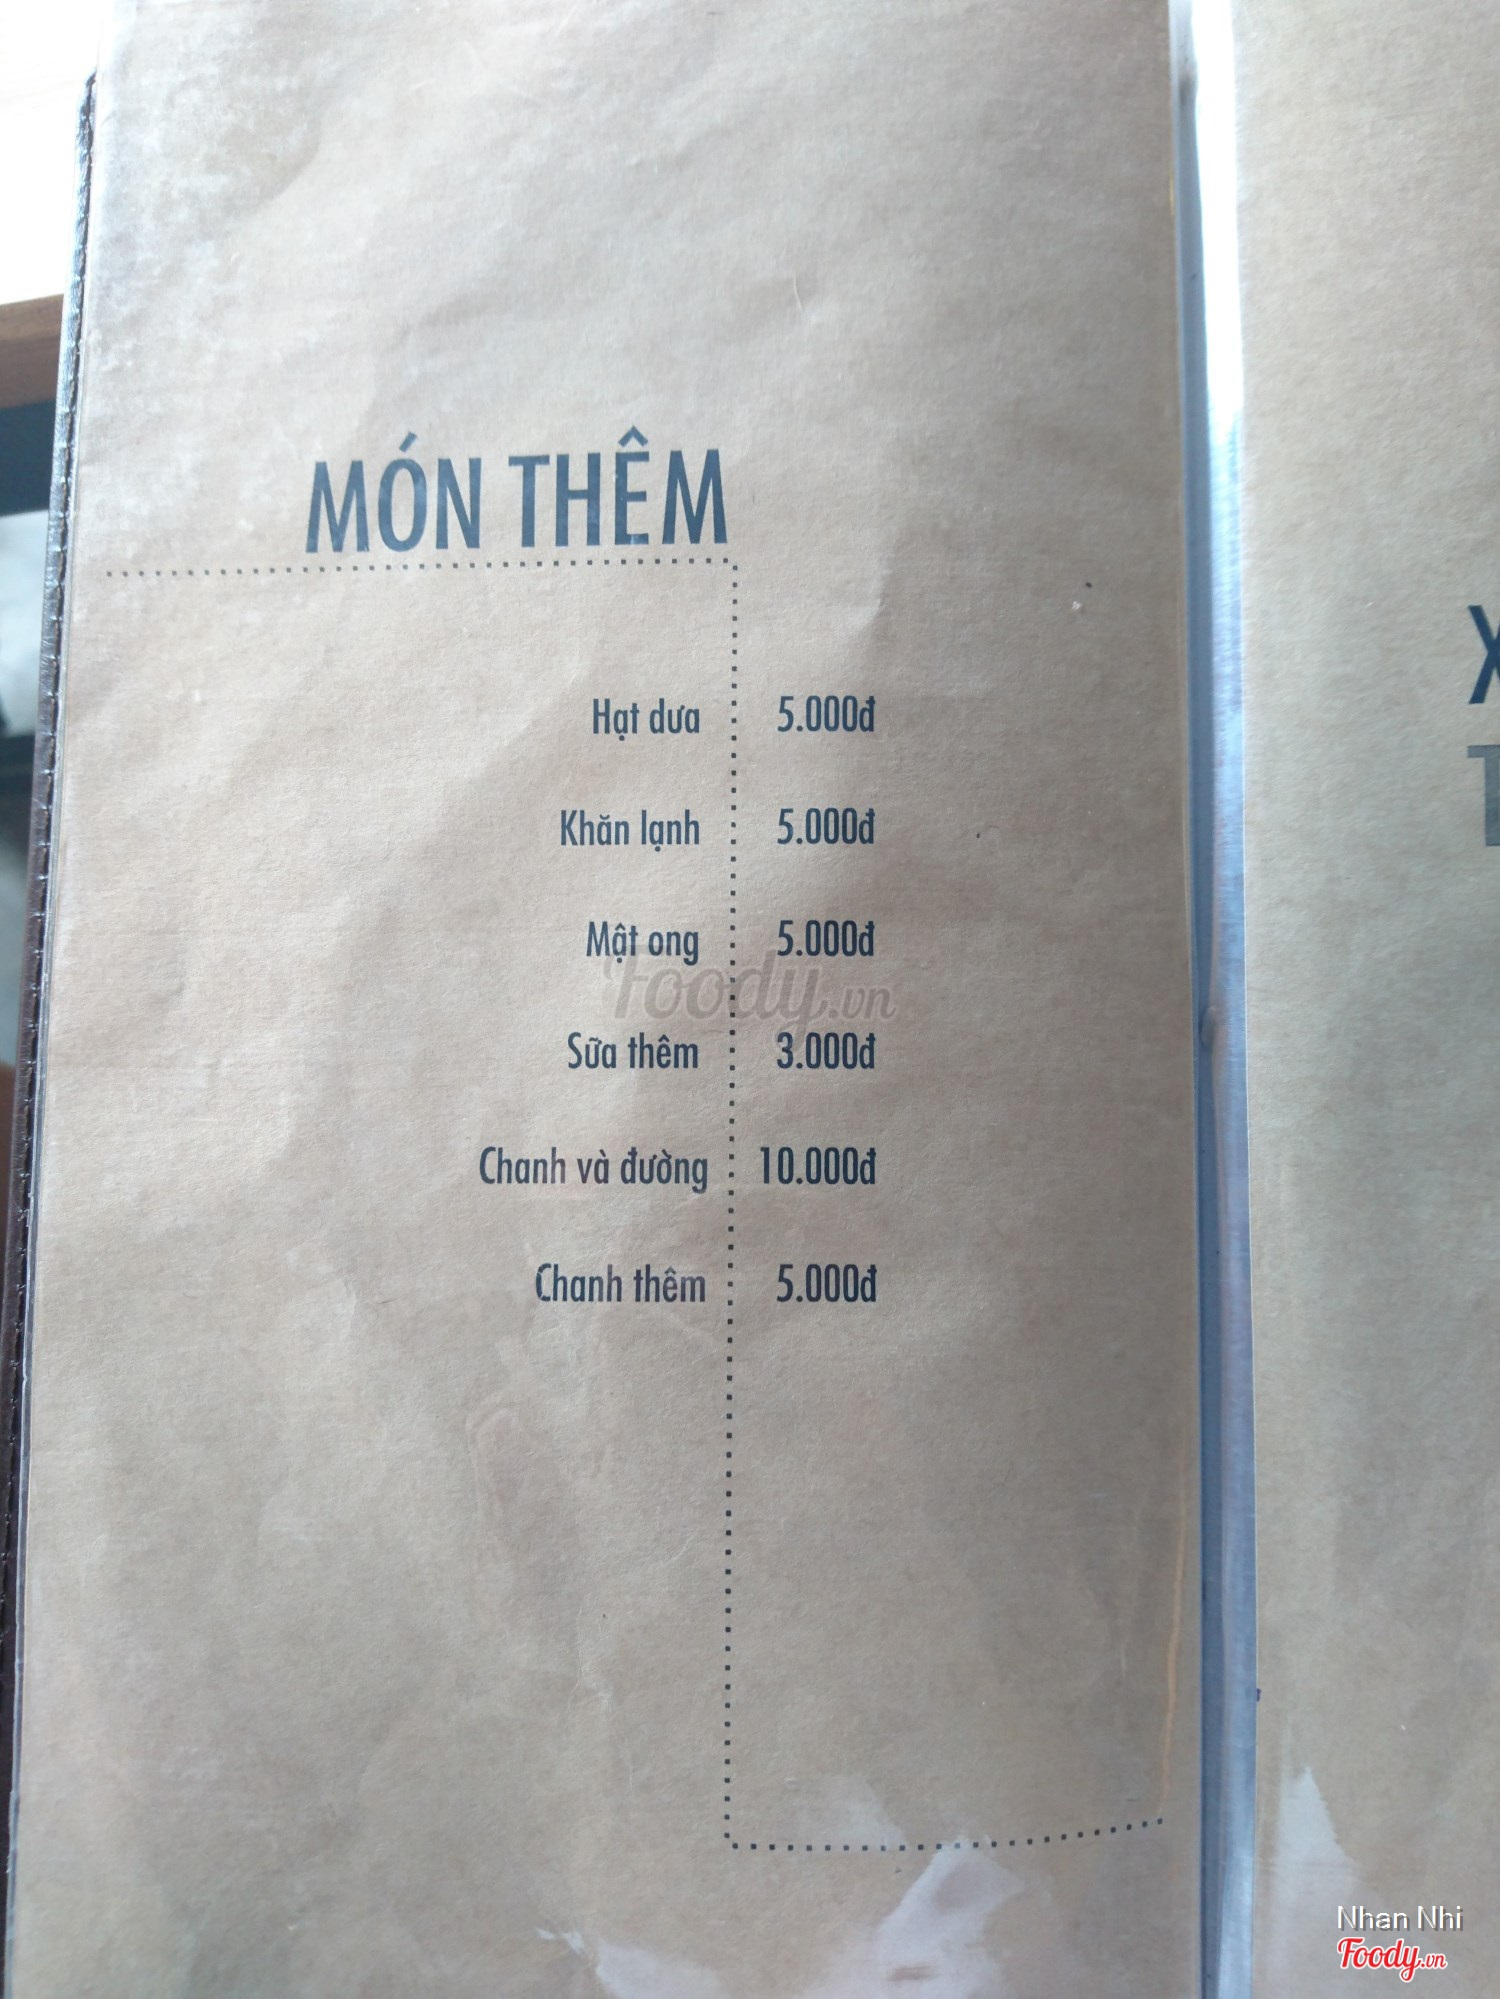 MÓN THÊM
Hạt dưa 5.000đ
Khăn lạnh 5.000đ
Mật ong 5.000đ
Foody.vn
Sữa thêm 3.000đ
Chanh và đường 10.000đ
Chanh thêm 5.000đ
Nhan Nhi
Foody.vn